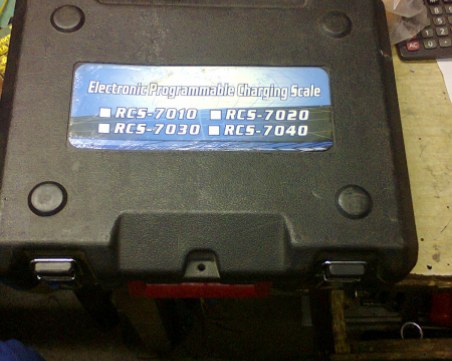 Electronic Programmable Charging Scale
RCS-7010 RCS-7020
RCS-7030 RCS-7040